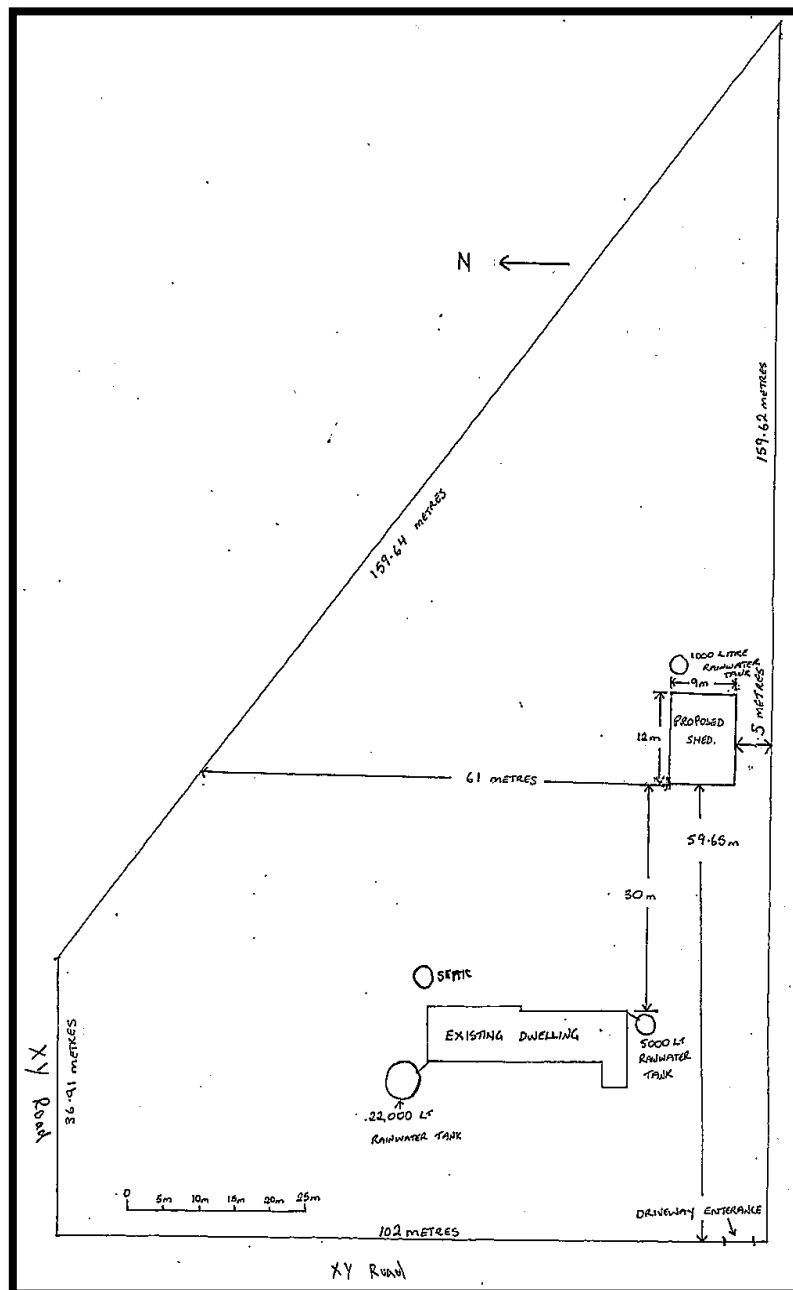 N
159.62 METRES
159.64 METRES
1000 LITRE
RAINWATER
TANK
9m
12m
PROPOSED
SHED.
5 METRES
61 METRES
59.65m
30m
SEPTIC
EXISTING DWELLING
5000 LT
RAINWATER
TANK
22,000 LT
RAINWATER TANK
36.91 METRES
XY Road
0 5m 10m 15m 20m 25m
DRIVEWAY ENTERANCE
102 METRES
XY Road